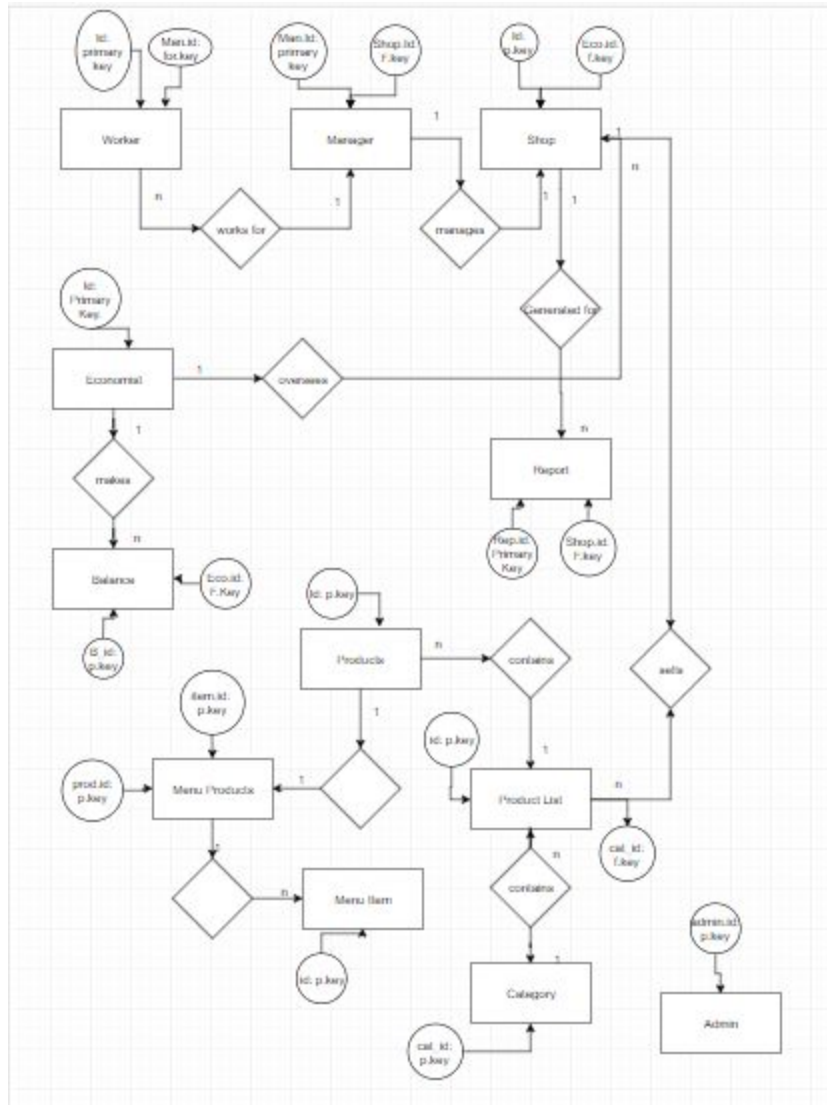 Id:
primary
key
Man.id:
for.key
Man.Id:
primary
key
Shop.Id:
F.key
Id:
p.key
Eco.id:
f.key
Worker
Manager
Shop
1
1
n
n
works for
1
manages
1
1
Id:
Primary
Key.
Generated for
Economist
1
oversees
1
n
makes
Report
n
Rep.id:
Primary
Key
Shop.id:
F.key
Balance
Eco.id:
F.Key
B_id:
p.key
Id: p.key
Products
n
contains
sells
1
item.id:
p.key
1
id: p.key
prod.id:
p.key
Menu Products
1
Product List
n
cat_id:
f.key
1
n
contains
n
Menu Item
id: p.key
1
Category
admin.id:
p.key
Admin
cat_id:
p.key